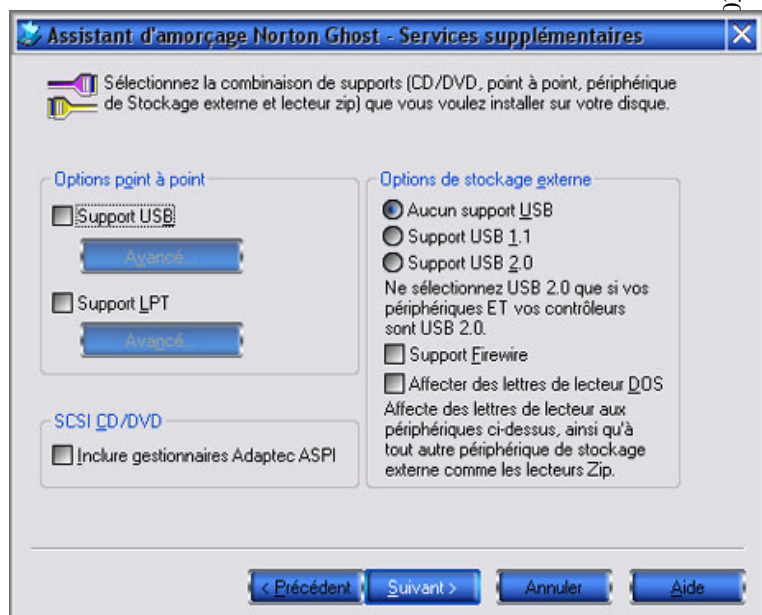 Assistant d'amorçage Norton Ghost - Services supplémentaires
Sélectionnez la combinaison de supports (CD/DVD, point à point, périphérique
de Stockage externe et lecteur zip) que vous voulez installer sur votre disque.
Options point à point
Support USB
Avancé...
Support LPT
Avancé...
SCSI CD/DVD
Inclure gestionnaires Adaptec ASPI
Options de stockage externe
Aucun support USB
Support USB 1.1
Support USB 2.0
Ne sélectionnez USB 2.0 que si vos
périphériques ET vos contrôleurs
sont USB 2.0.
Support Firewire
Affecter des lettres de lecteur DOS
Affecte des lettres de lecteur aux
périphériques ci-dessus, ainsi qu'à
tout autre périphérique de stockage
externe comme les lecteurs Zip.
< Précédent
Suivant >
Annuler
Aide